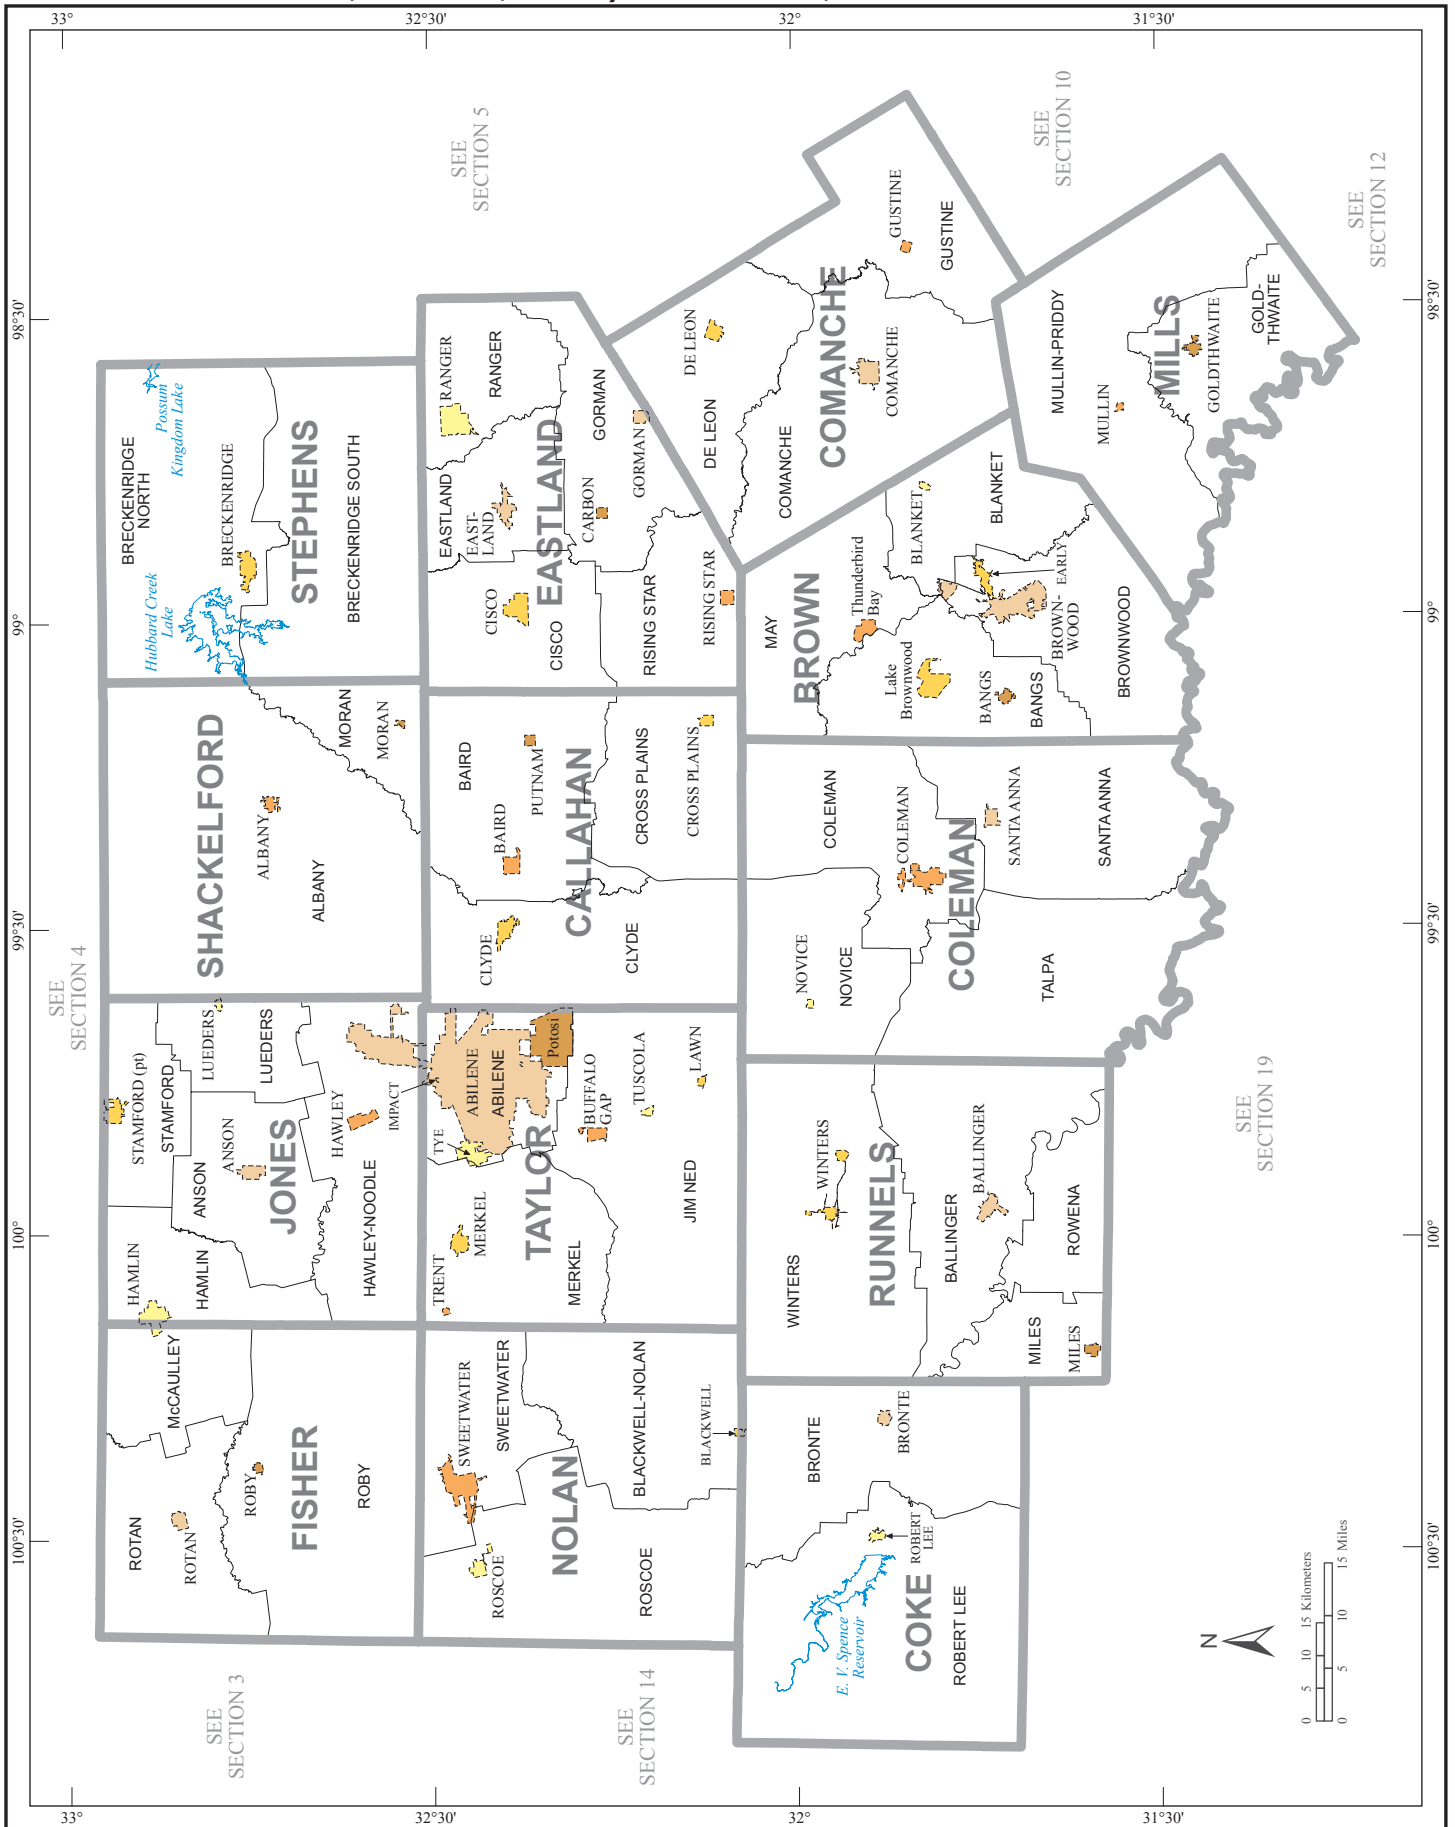 33°
32°30'
32°
31°30'
SEE
SECTION 5
SEE
SECTION 10
SEE
SECTION 12
98°30'
98°30'
BRECKENRIDGE
NORTH
Possum
Kingdom Lake
BRECKENRIDGE
Hubbard Creek
Lake
STEPHENS
BRECKENRIDGE SOUTH
RANGER
RANGER
EASTLAND
EAST-
LAND
EASTLAND
CISCO
CISCO
CARBON
GORMAN
GORMAN
RISING STAR
RISING STAR
DE LEON
DE LEON
COMANCHE
COMANCHE
COMANCHE
GUSTINE
GUSTINE
MULLIN-PRIDDY
MULLIN
MILLS
GOLDTHWAITE
GOLD-
THWAITE
99°
99°
MAY
BROWN
Thunderbird
Bay
Lake
Brownwood
BLANKET
BLANKET
EARLY
BROWN-
WOOD
BROWNWOOD
BANGS
BANGS
SHACKELFORD
ALBANY
ALBANY
MORAN
MORAN
BAIRD
BAIRD
PUTNAM
CALLAHAN
CLYDE
CLYDE
CROSS PLAINS
CROSS PLAINS
COLEMAN
COLEMAN
COLEMAN
SANTA ANNA
SANTA ANNA
NOVICE
NOVICE
TALPA
99°30'
99°30'
SEE
SECTION 4
STAMFORD (pt)
STAMFORD
LUEDERS
LUEDERS
ANSON
ANSON
JONES
HAWLEY
HAWLEY-NOODLE
HAMLIN
HAMLIN
IMPACT
TYE
ABILENE
ABILENE
Potosi
BUFFALO
GAP
TUSCOLA
LAWN
TAYLOR
MERKEL
MERKEL
TRENT
JIM NED
WINTERS
WINTERS
RUNNELS
BALLINGER
BALLINGER
ROWENA
MILES
MILES
SEE
SECTION 19
100°
100°
McCAULLEY
ROTAN
ROTAN
ROBY
FISHER
ROBY
SWEETWATER
SWEETWATER
NOLAN
ROSCOE
ROSCOE
BLACKWELL-NOLAN
BLACKWELL
BRONTE
BRONTE
ROBERT
LEE
E. V. Spence
Reservoir
COKE
ROBERT LEE
100°30'
100°30'
SEE
SECTION 3
SEE
SECTION 14
N
0 5 10 15 Kilometers
0 5 10 15 Miles
33°
32°30'
32°
31°30'